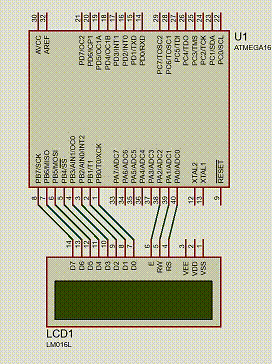 30 32 21 20 19 18 17 16 15 14 29 28 27 26 25 24 23 22
AVCC
AREF
PD7/OC2
PD6/ICP1
PD5/OC1A
PD4/OC1B
PD3/INT1
PD2/INT0
PD1/TXD
PD0/RXD
PC7/TOSC2
PC6/TOSC1
PC5/TDI
PC4/TDO
PC3/TMS
PC2/TCK
PC1/SDA
PC0/SCL
U1
ATMEGA16
PB7/SCK
PB6/MISO
PB5/MOSI
PB4/SS
PB3/AIN1/OC0
PB2/AIN0/INT2
PB1/T1
PB0/T0/XCK
PA7/ADC7
PA6/ADC6
PA5/ADC5
PA4/ADC4
PA3/ADC3
PA2/ADC2
PA1/ADC1
PA0/ADC0
XTAL2
XTAL1
RESET
8 7 6 5 4 3 2 1 33 34 35 36 37 38 39 40 12 13 9
14 13 12 11 10 9 8 7 6 5 4 3 2 1
D7 D6 D5 D4 D3 D2 D1 D0 E RW RS VEE VDD VSS
LCD1
LM016L